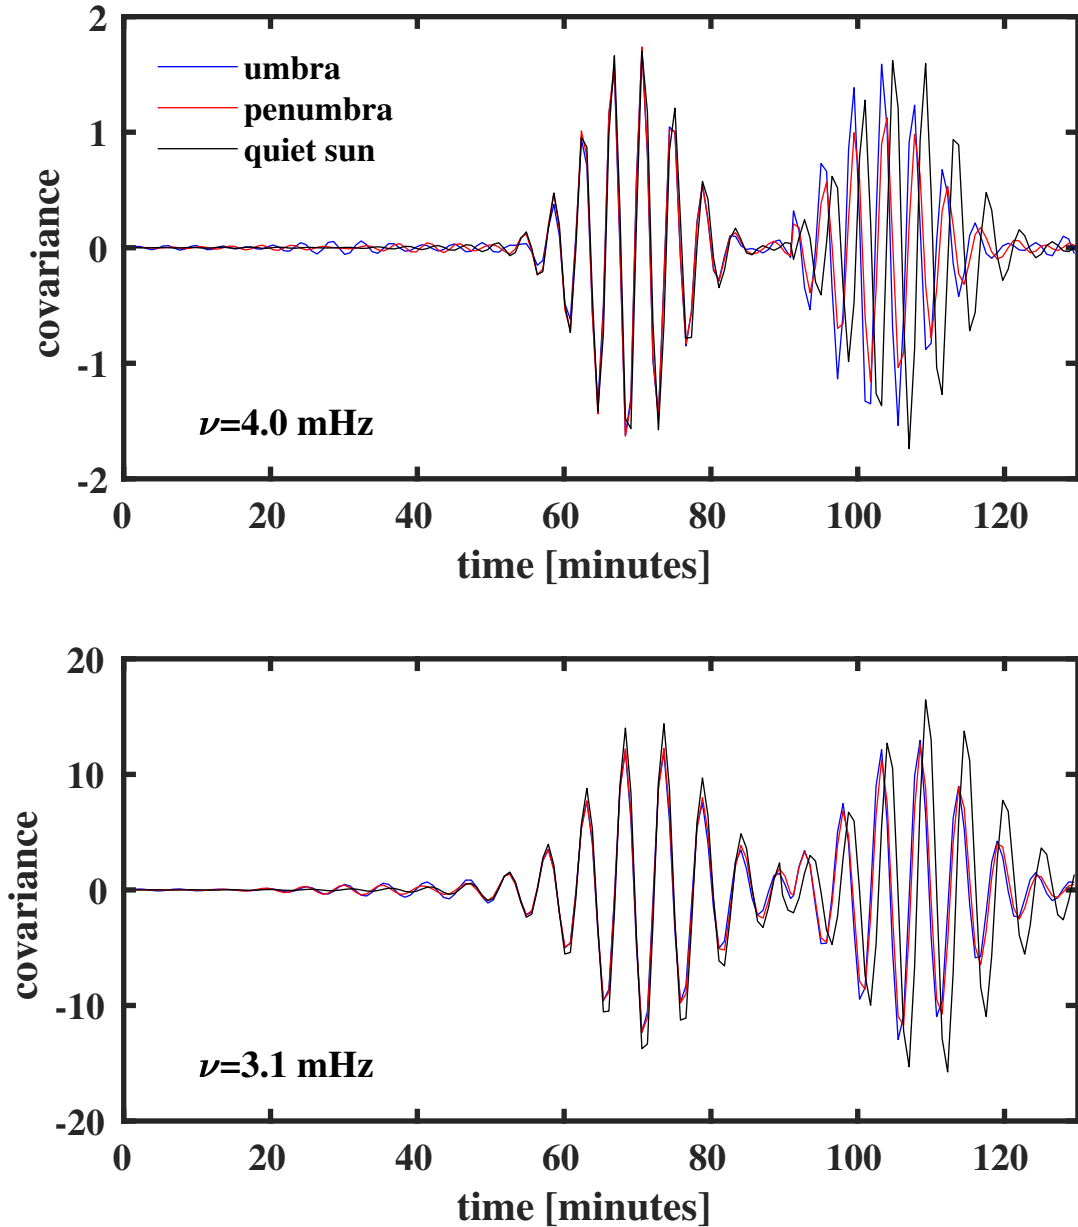 2
1
0
-1
-2
covariance
umbra
penumbra
quiet sun
ν=4.0 mHz
0 20 40 60 80 100 120
time [minutes]
20
10
0
-10
-20
covariance
ν=3.1 mHz
0 20 40 60 80 100 120
time [minutes]